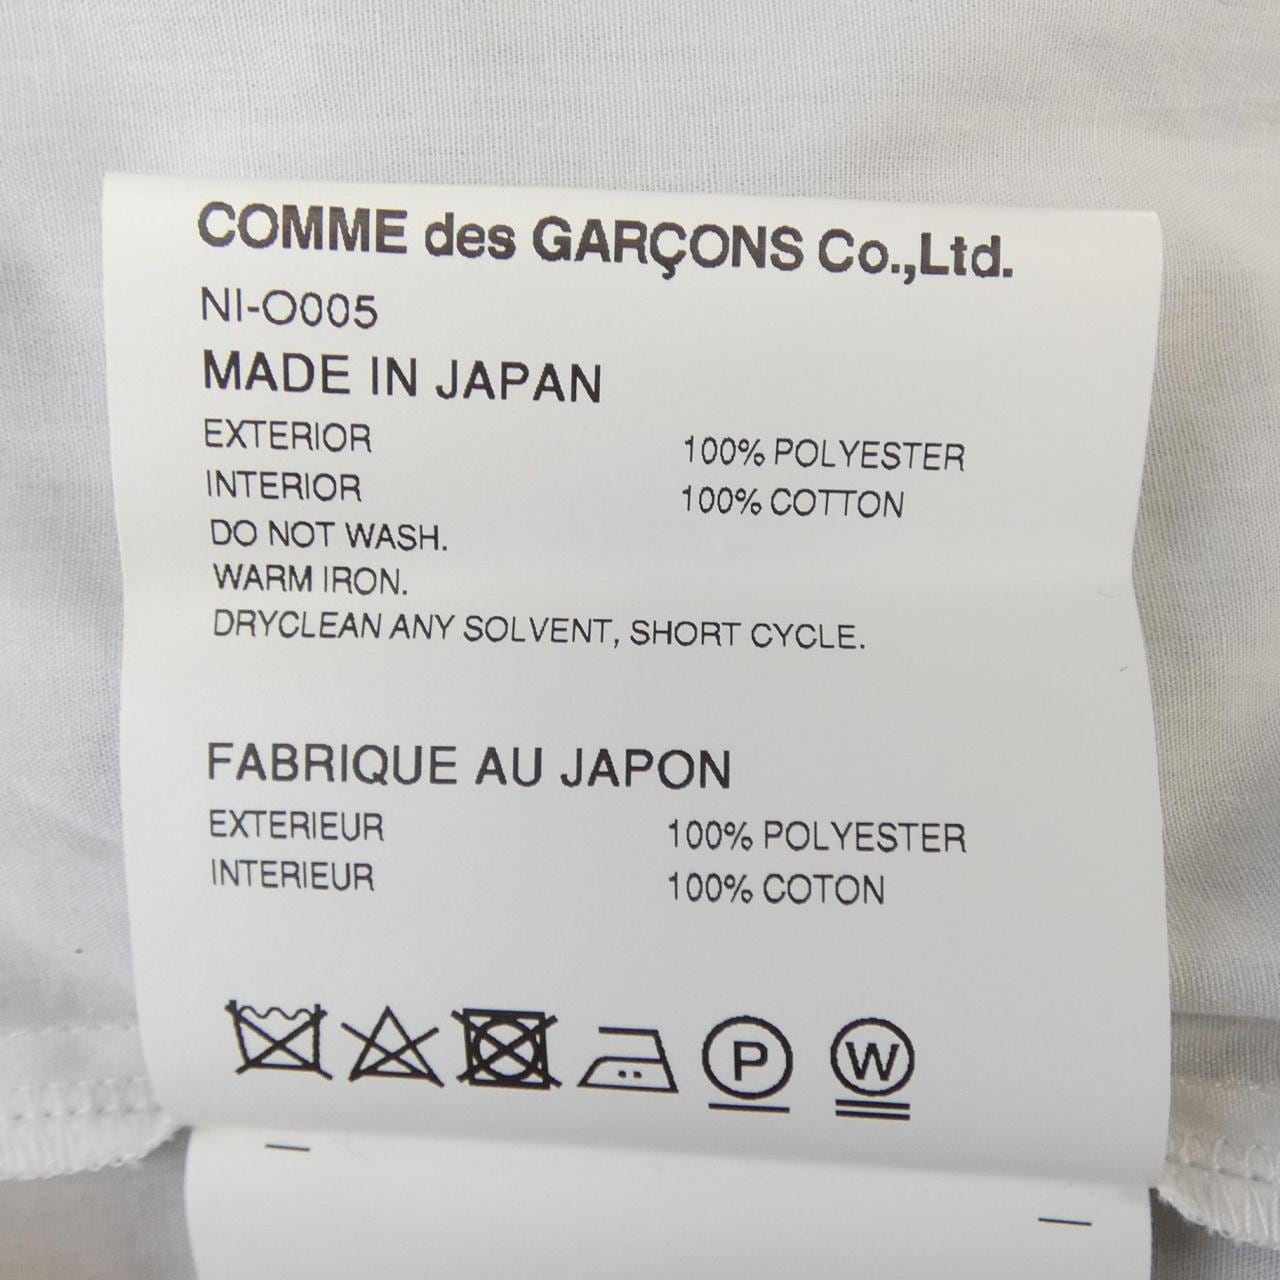 COMME des GARÇONS Co.,Ltd.
NI-O005
MADE IN JAPAN
EXTERIOR 100% POLYESTER
INTERIOR 100% COTTON
DO NOT WASH.
WARM IRON.
DRYCLEAN ANY SOLVENT, SHORT CYCLE.
FABRIQUE AU JAPON
EXTERIEUR 100% POLYESTER
INTERIEUR 100% COTON
P W